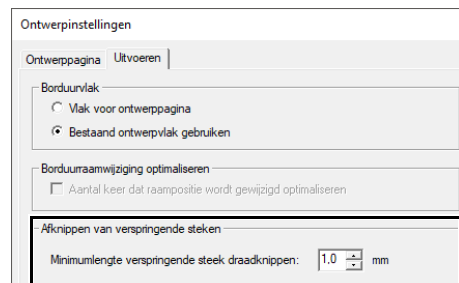 Ontwerpinstellingen
Ontwerppagina Uitvoeren
Borduurvlak
Vlak voor ontwerppagina
Bestaand ontwerpvlak gebruiken
Borduurraamwijziging optimaliseren
Aantal keer dat raampositie wordt gewijzigd optimaliseren
Afknippen van verspringende steken
Minimumlengte verspringende steek draadknippen: 1,0 mm